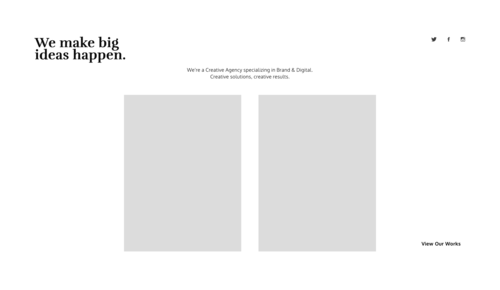 We make big
ideas happen.
We're a Creative Agency specializing in Brand & Digital.
Creative solutions, creative results.
View Our Works